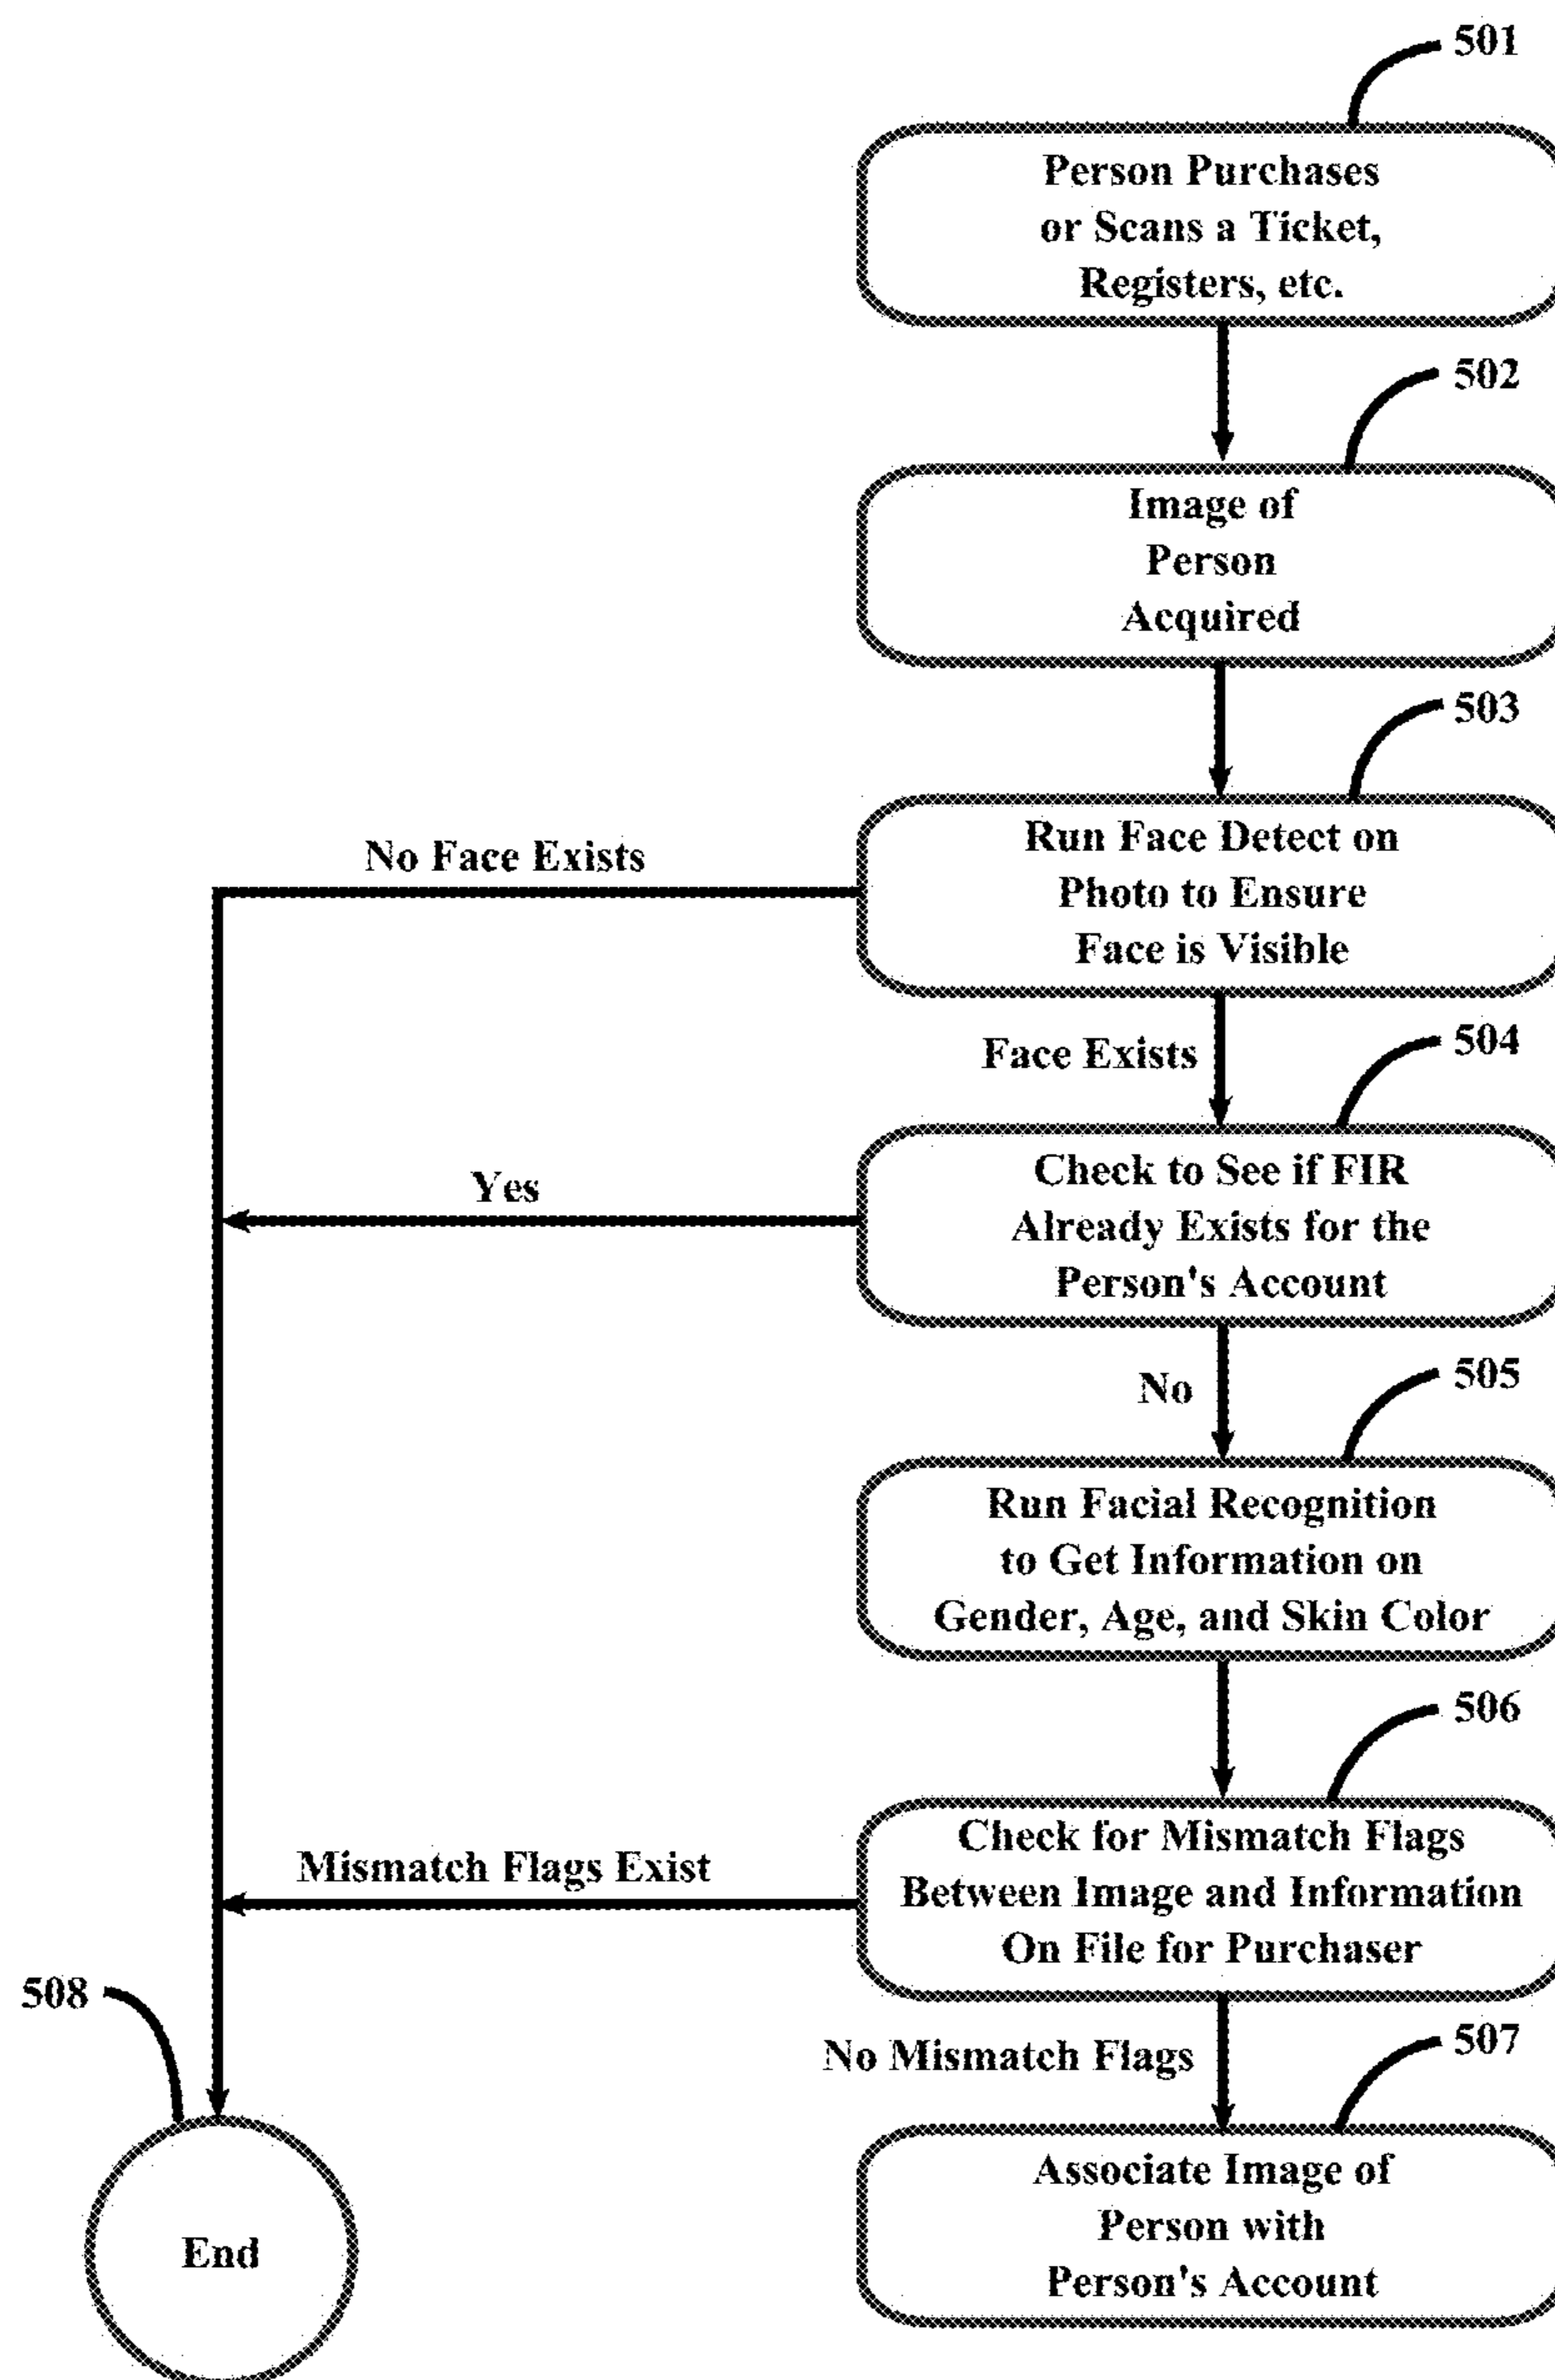 501
Person Purchases
or Scans a Ticket,
Registers, etc.
502
Image of
Person
Acquired
503
Run Face Detect on
Photo to Ensure
Face is Visible
No Face Exists
Face Exists
504
Check to See if FIR
Already Exists for the
Person's Account
Yes
No
505
Run Facial Recognition
to Get Information on
Gender, Age, and Skin Color
506
Check for Mismatch Flags
Between Image and Information
On File for Purchaser
Mismatch Flags Exist
508
No Mismatch Flags
507
Associate Image of
Person with
Person's Account
End